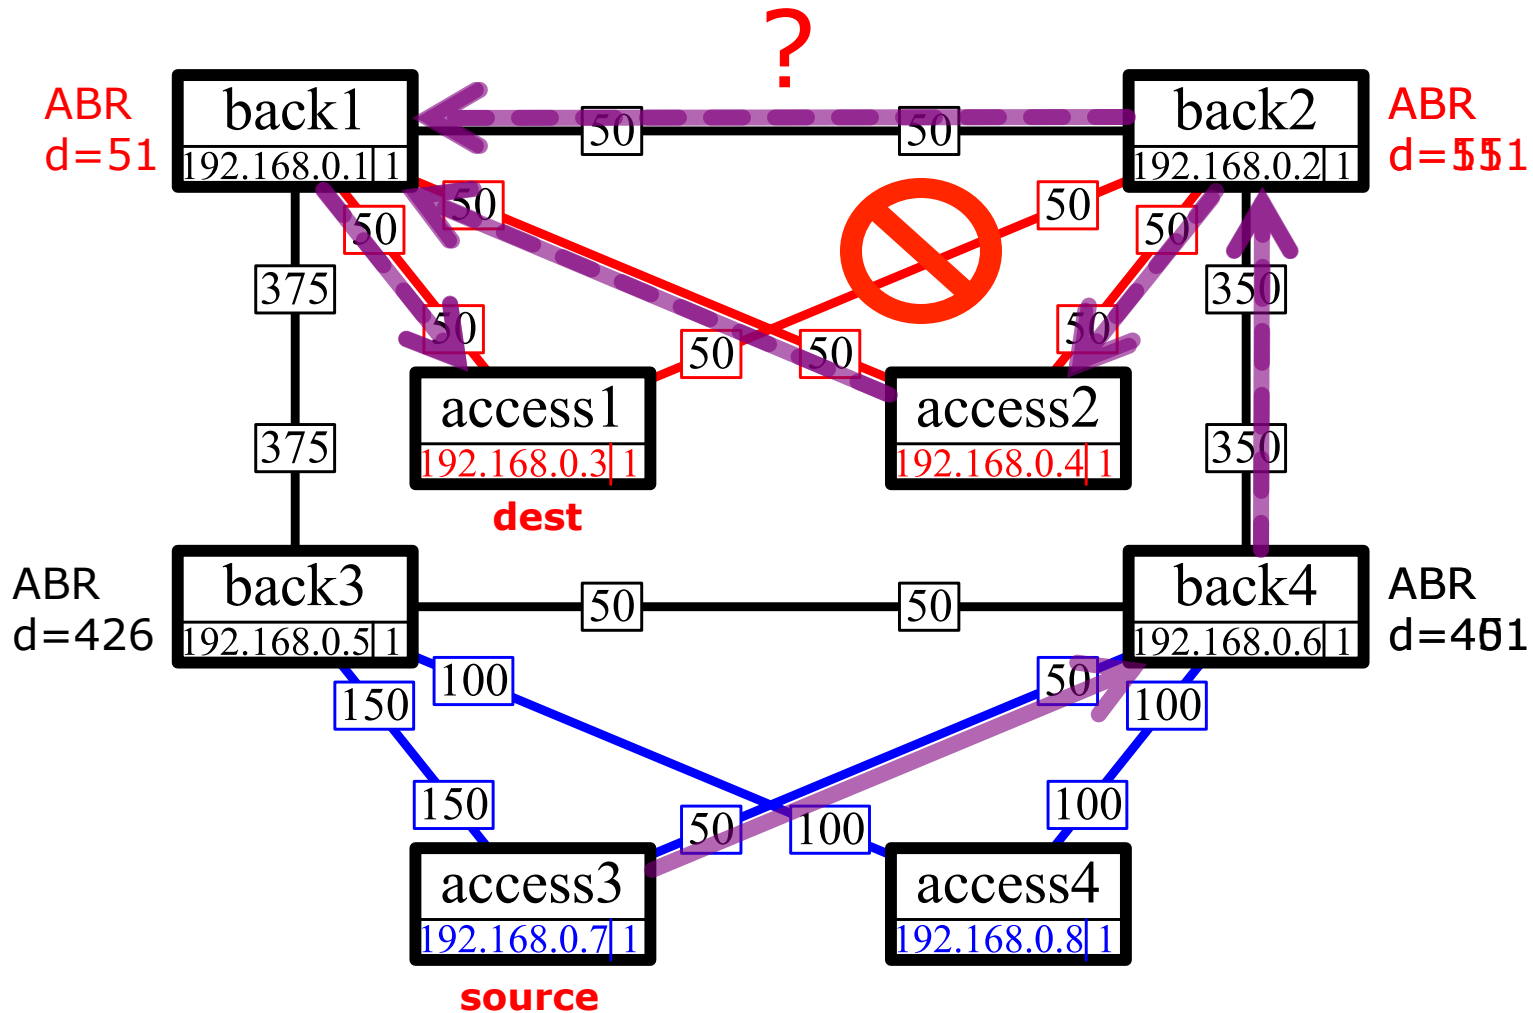 ?
ABR
d=51
back1
192.168.0.1 1
50
50
back2
192.168.0.2 1
ABR
50
50
50
50
375
350
50
50
50
50
access1
192.168.0.3 1
dest
access2
192.168.0.4 1
375
350
ABR
d=426
back3
192.168.0.5 1
50
50
back4
192.168.0.6 1
ABR
150
100
50
100
150
50
100
100
access3
192.168.0.7 1
source
access4
192.168.0.8 1